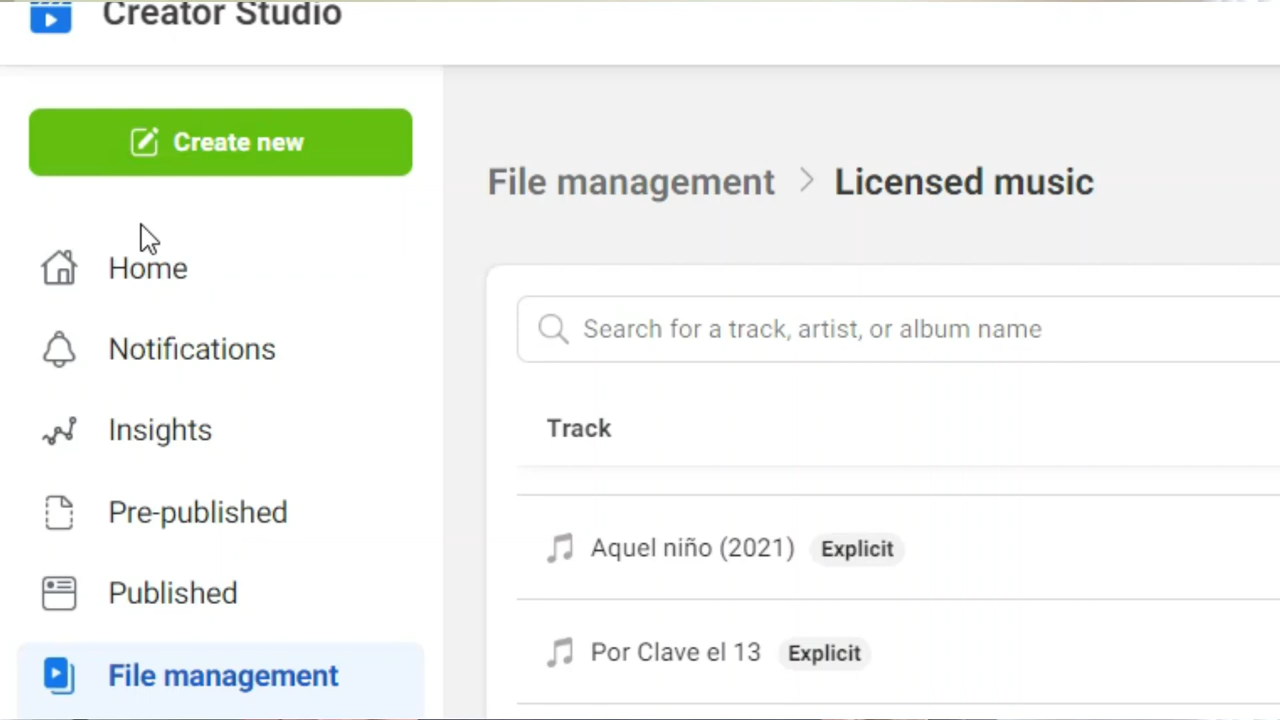 Creator Studio
Create new
Home
Notifications
Insights
Pre-published
Published
File management
File management > Licensed music
Search for a track, artist, or album name
Track
Aquel niño (2021) Explicit
Por Clave el 13 Explicit